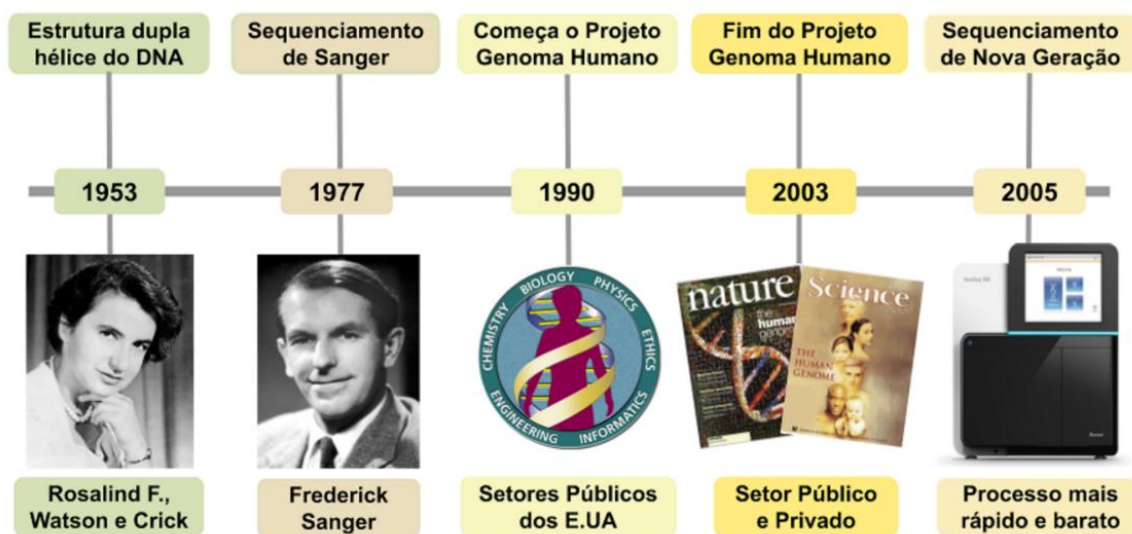 Estrutura dupla
hélice do DNA
Sequenciamento
de Sanger
Começa o Projeto
Genoma Humano
Fim do Projeto
Genoma Humano
Sequenciamento
de Nova Geração
1953
1977
1990
2003
2005
CHEMISTRY BIOLOGY PHYSICS ETHICS
ENGINEERING INFORMATICS
nature
the
human
genome
Science
THE
HUMAN
GENOME
Rosalind F.,
Watson e Crick
Frederick
Sanger
Setores Públicos
dos E.UA
Setor Público
e Privado
Processo mais
rápido e barato